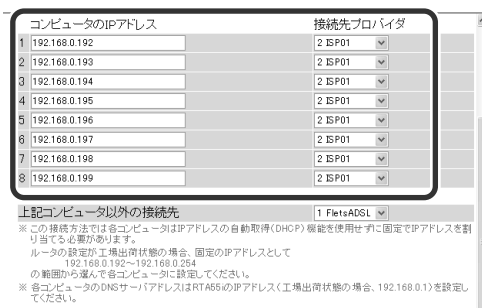 コンピュータのIPアドレス 接続先プロバイダ
1 192.168.0.192 2 ISP01
2 192.168.0.193 2 ISP01
3 192.168.0.194 2 ISP01
4 192.168.0.195 2 ISP01
5 192.168.0.196 2 ISP01
6 192.168.0.197 2 ISP01
7 192.168.0.198 2 ISP01
8 192.168.0.199 2 ISP01
上記コンピュータ以外の接続先 1 FletsADSL
※ この接続方法では各コンピュータはIPアドレスの自動取得(DHCP)機能を使用せずに固定でIPアドレスを割
り当てる必要があります。
ルータの設定が工場出荷状態の場合、固定のIPアドレスとして
192.168.0.192～192.168.0.254
の範囲から選んで各コンピュータに設定してください。
※ 各コンピュータのDNSサーバアドレスはRTA55iのIPアドレス(工場出荷状態の場合、192.168.0.1)を設定し
てください。